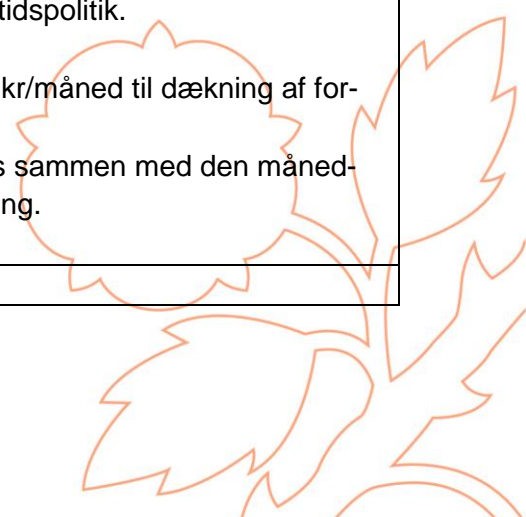 tidspolitik.
kr/måned til dækning af for-
s sammen med den måned-
ng.